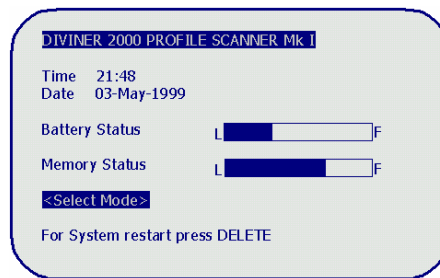 DIVINER 2000 PROFILE SCANNER Mk I
Time 21:48
Date 03-May-1999
Battery Status L F
Memory Status L F
<Select Mode>
For System restart press DELETE